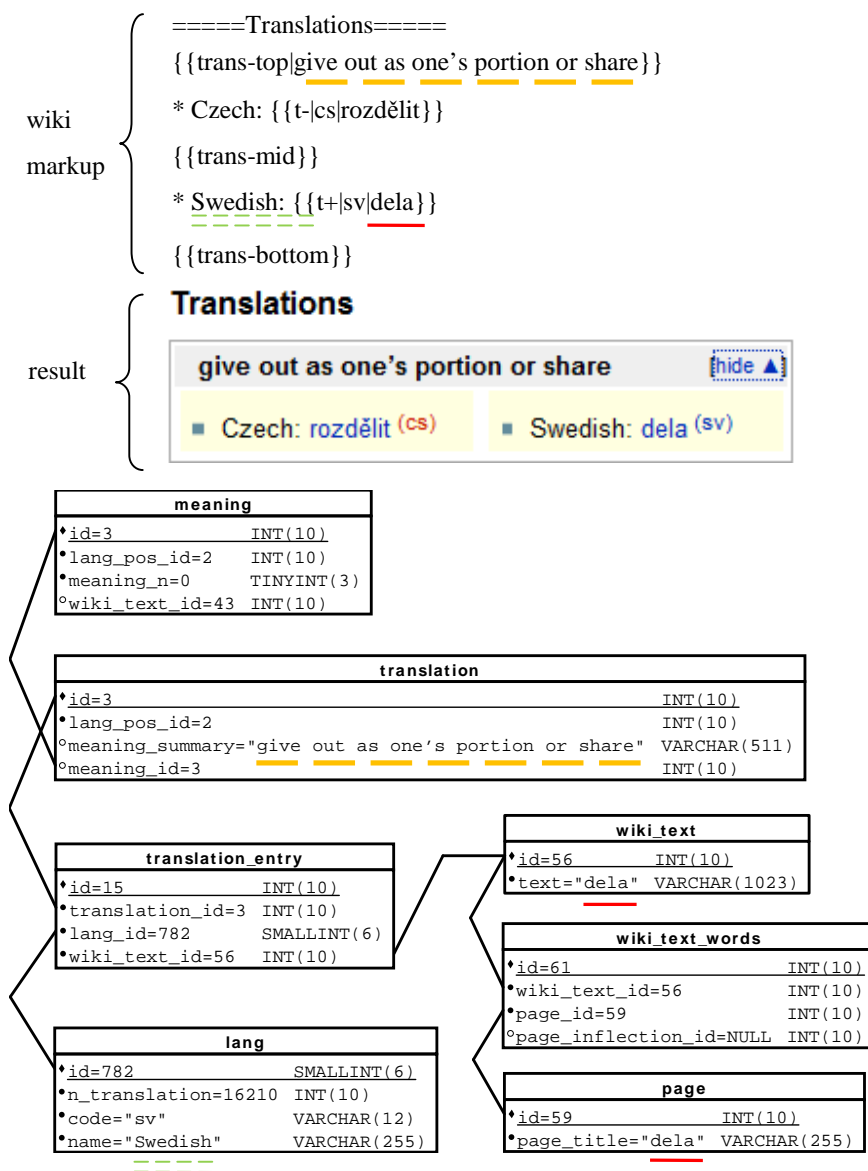 =====Translations=====
{{trans-top|give out as one’s portion or share}}
* Czech: {{t-|cs|rozdělit}}
{{trans-mid}}
* Swedish: {{t+|sv|dela}}
{{trans-bottom}}
wiki
markup
Translations
result
give out as one’s portion or share [hide ▲]
Czech: rozdělit (cs)
Swedish: dela (sv)
meaning
id=3 INT(10)
lang_pos_id=2 INT(10)
meaning_n=0 TINYINT(3)
wiki_text_id=43 INT(10)
translation
id=3 INT(10)
lang_pos_id=2 INT(10)
meaning_summary="give out as one’s portion or share" VARCHAR(511)
meaning_id=3 INT(10)
translation_entry
id=15 INT(10)
translation_id=3 INT(10)
lang_id=782 SMALLINT(6)
wiki_text_id=56 INT(10)
wiki_text
id=56 INT(10)
text="dela" VARCHAR(1023)
wiki_text_words
id=61 INT(10)
wiki_text_id=56 INT(10)
page_id=59 INT(10)
page_inflection_id=NULL INT(10)
lang
id=782 SMALLINT(6)
n_translation=16210 INT(10)
code="sv" VARCHAR(12)
name="Swedish" VARCHAR(255)
page
id=59 INT(10)
page_title="dela" VARCHAR(255)